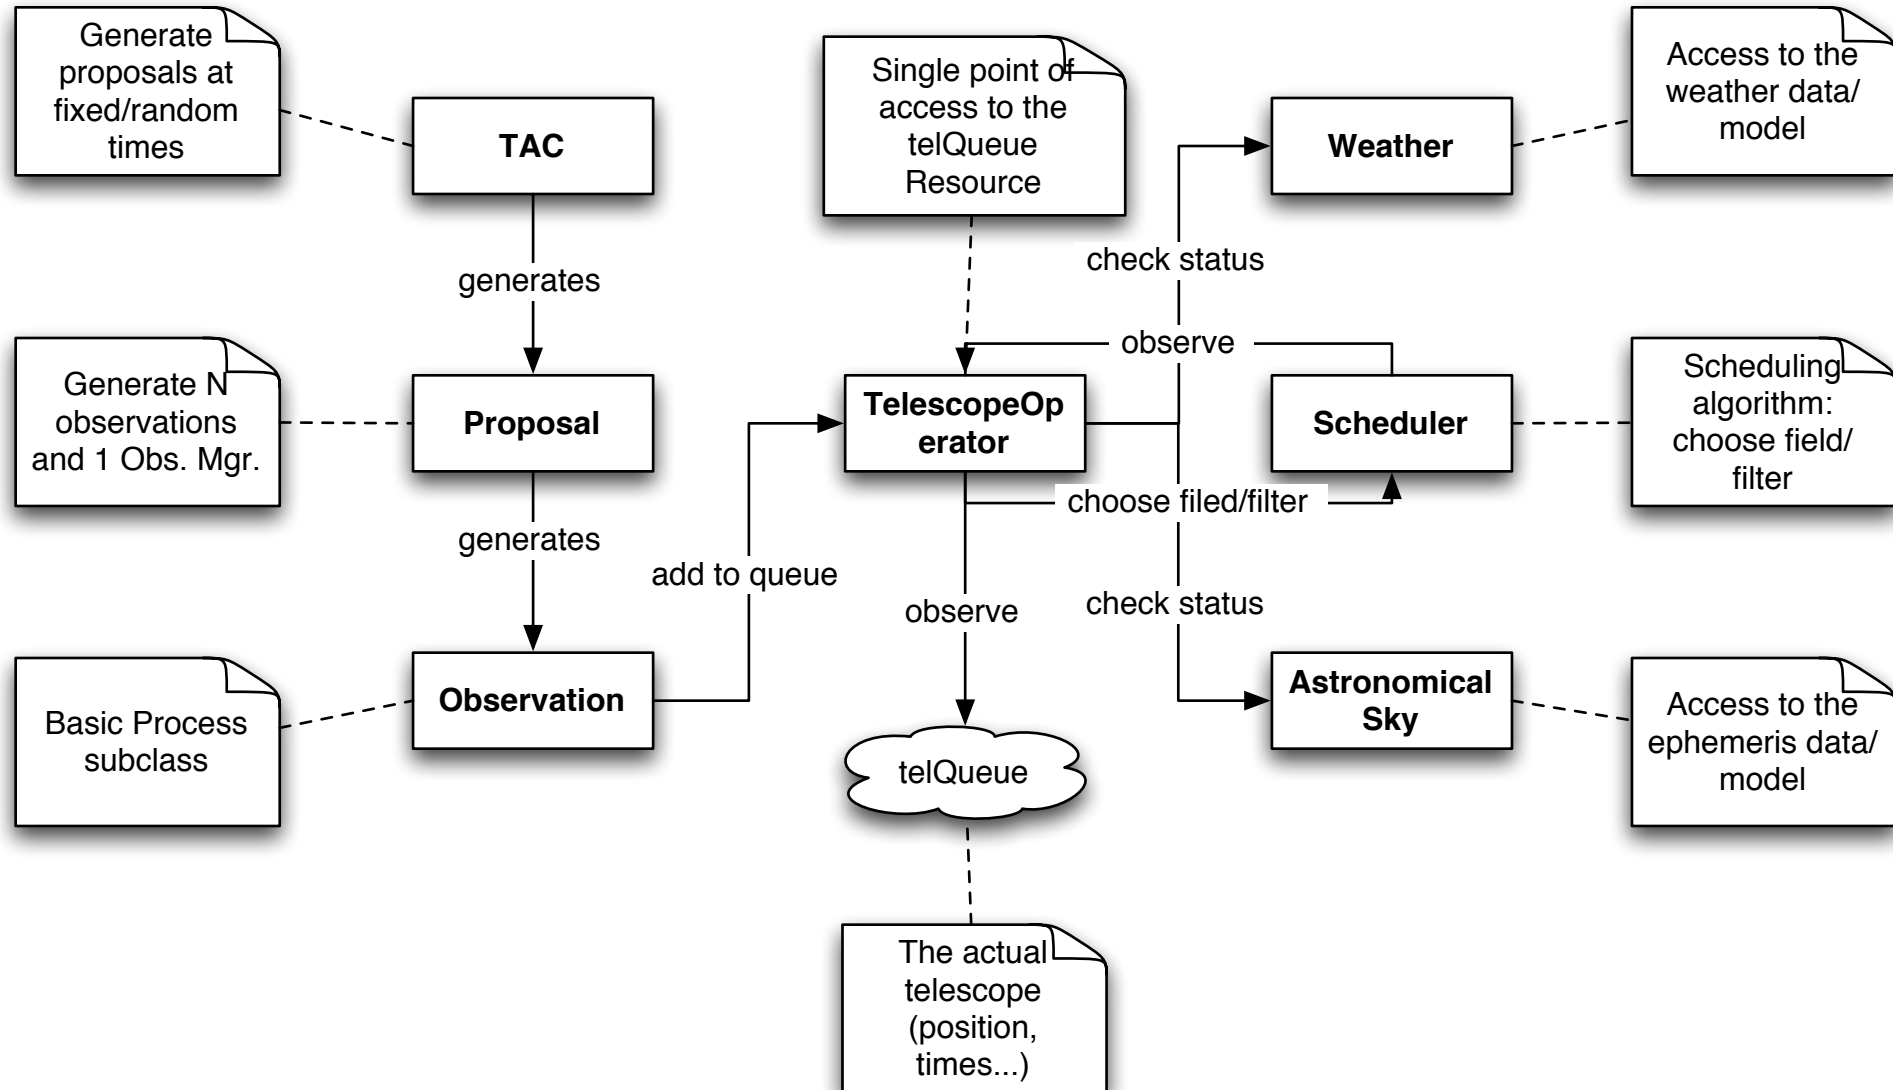 Generate
proposals at
fixed/random
times
TAC
Single point of
access to the
telQueue
Resource
Weather
Access to the
weather data/
model
generates
check status
observe
Generate N
observations
and 1 Obs. Mgr.
Proposal
TelescopeOp
erator
Scheduler
Scheduling
algorithm:
choose field/
filter
choose filed/filter
generates
add to queue
observe
check status
Basic Process
subclass
Observation
telQueue
Astronomical
Sky
Access to the
ephemeris data/
model
The actual
telescope
(position,
times...)